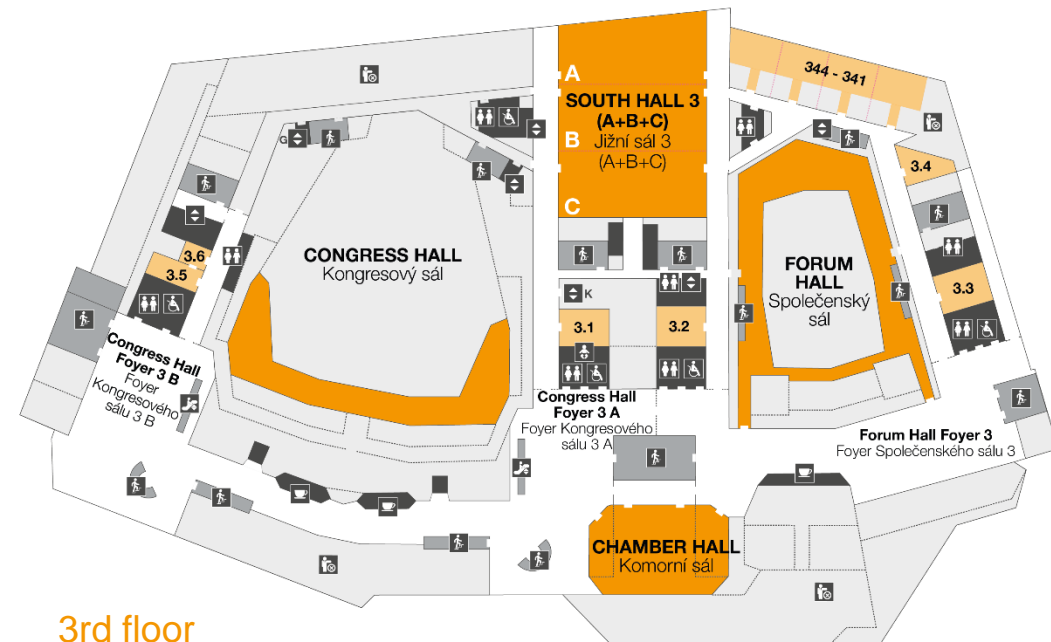 344 - 341
A
SOUTH HALL 3
(A+B+C)
B
Jižní sál 3
(A+B+C)
C
G
3.4
3.6
3.5
CONGRESS HALL
Kongresový sál
FORUM
HALL
Společenský
sál
3.3
K
3.1
3.2
Congress Hall
Foyer 3 B
Foyer
Kongresového
sálu 3 B
Congress Hall
Foyer 3 A
Foyer Kongresového
sálu 3 A
Forum Hall Foyer 3
Foyer Společenského sálu 3
CHAMBER HALL
Komorní sál
3rd floor